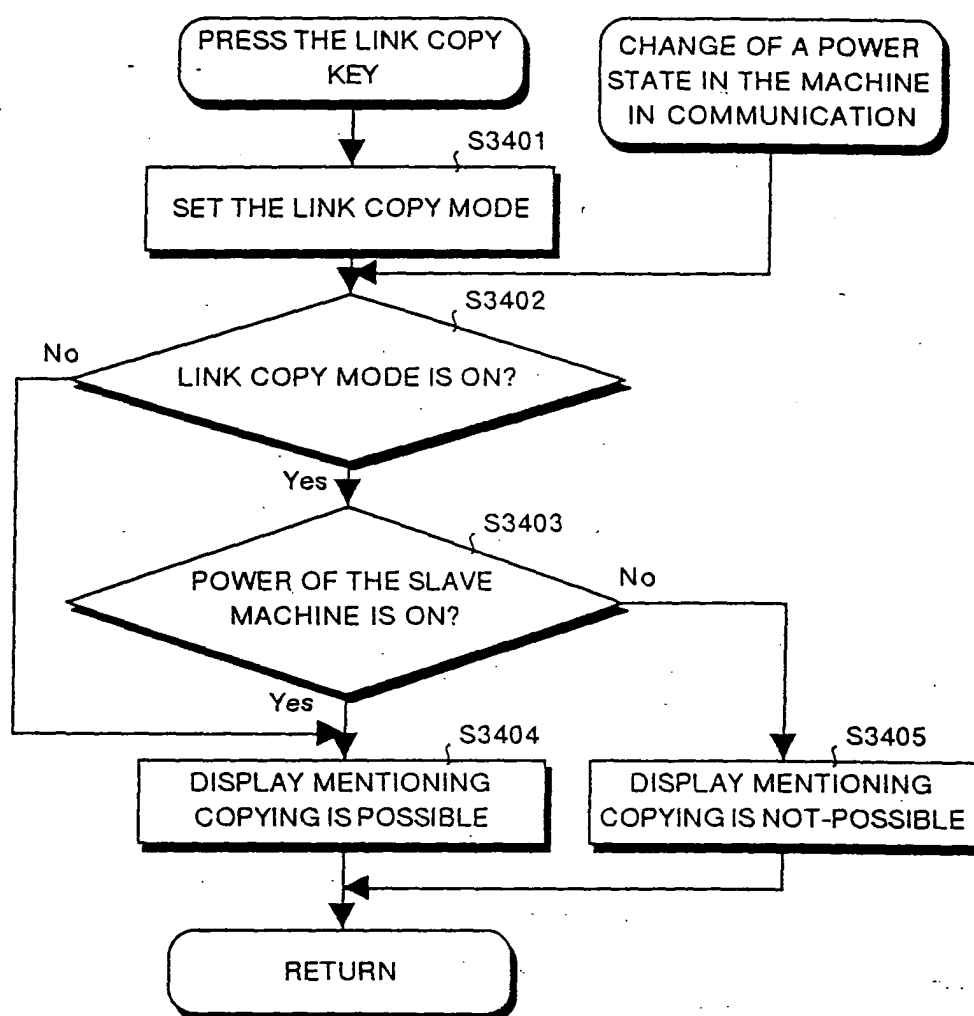 PRESS THE LINK COPY
KEY
CHANGE OF A POWER
STATE IN THE MACHINE
IN COMMUNICATION
S3401
SET THE LINK COPY MODE
S3402
No
LINK COPY MODE IS ON?
Yes
S3403
POWER OF THE SLAVE
MACHINE IS ON?
No
Yes
S3404
DISPLAY MENTIONING
COPYING IS POSSIBLE
S3405
DISPLAY MENTIONING
COPYING IS NOT-POSSIBLE
RETURN